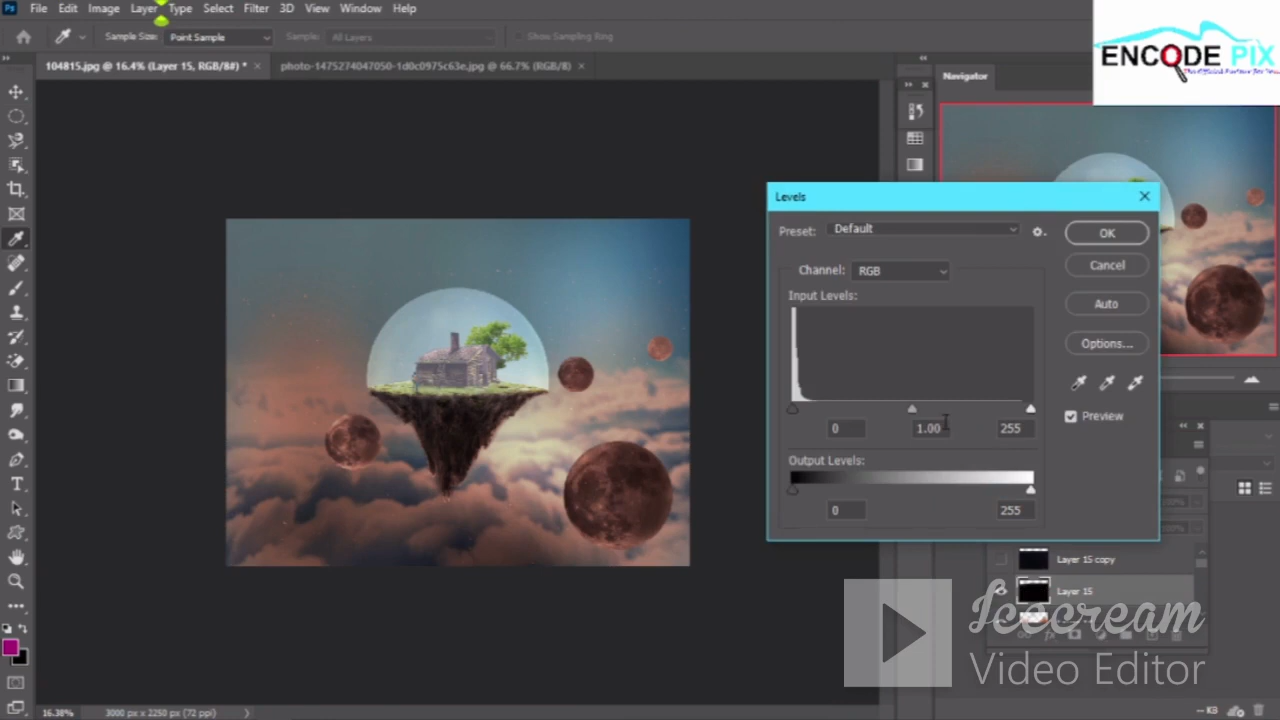 Ps File Edit Image Layer Type Select Filter 3D View Window Help
Sample Size: Point Sample Sample: All Layers Show Sampling Ring
104815.jpg @ 16.4% (Layer 15, RGB/8#) * × photo-1475274047050-1d0c0975c63e.jpg @ 66.7% (RGB/8) ×
ENCODE PIX
Navigator
Levels
Preset: Default
OK
Channel: RGB
Cancel
Input Levels:
Auto
Options...
Preview
0 1.00 255
Output Levels:
0 255
Layer 15 copy
Layer 15
Icecream
Video Editor
16.38% 3000 px x 2250 px (72 ppi)